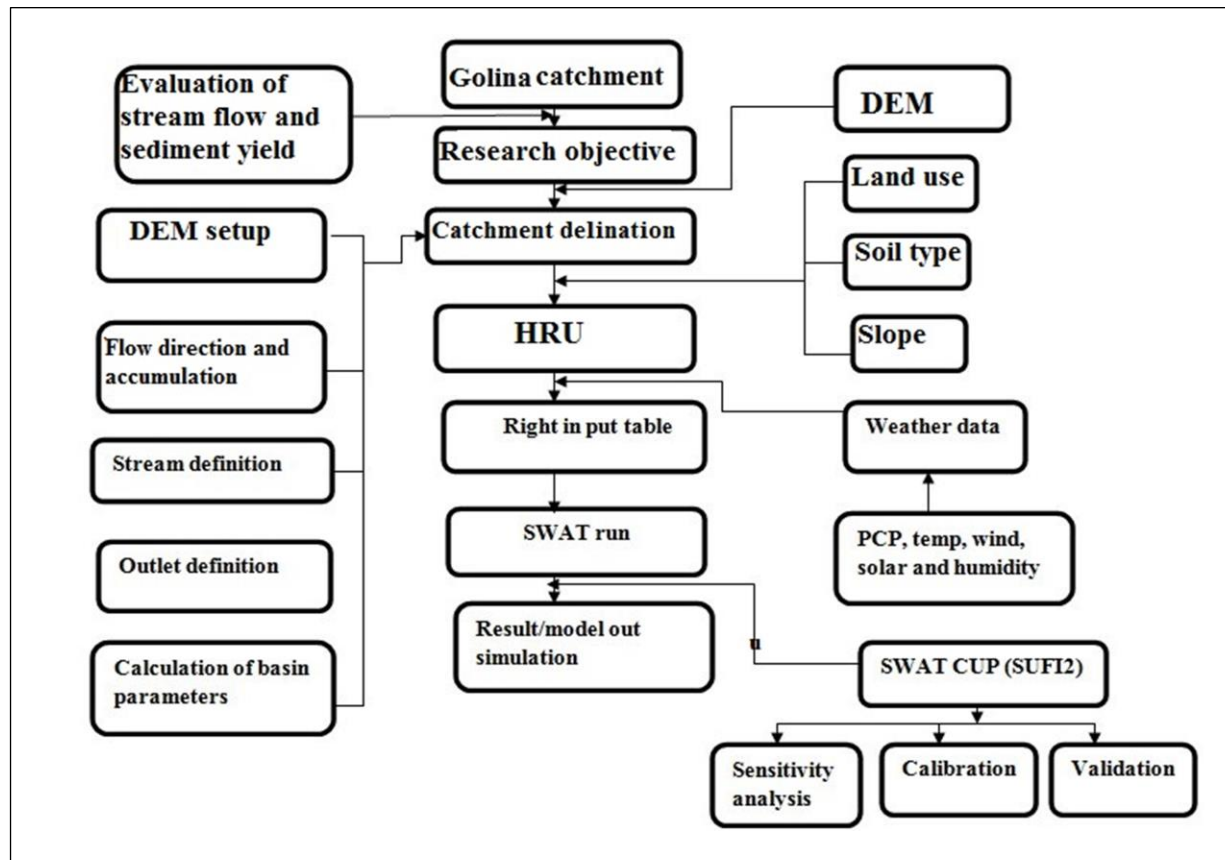 Evaluation of
stream flow and
sediment yield
Golina catchment
DEM
Research objective
Land use
DEM setup
Catchment delination
Soil type
HRU
Slope
Flow direction and
accumulation
Right in put table
Weather data
Stream definition
SWAT run
PCP, temp, wind,
solar and humidity
Outlet definition
Result/model out
simulation
u
SWAT CUP (SUFI2)
Calculation of basin
parameters
Sensitivity
analysis
Calibration
Validation